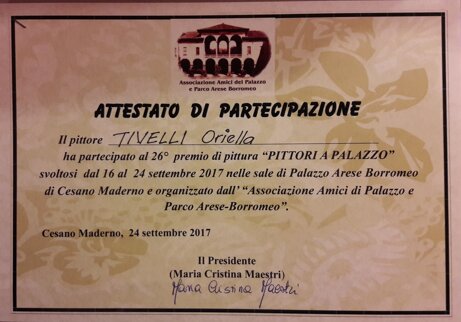 Associazione Amici del Palazzo
e Parco Arese Borromeo
ATTESTATO DI PARTECIPAZIONE
Il pittore TIVELLI Oriella
ha partecipato al 26° premio di pittura “PITTORI A PALAZZO”
svoltosi dal 16 al 24 settembre 2017 nelle sale di Palazzo Arese Borromeo
di Cesano Maderno e organizzato dall’ “Associazione Amici di Palazzo e
Parco Arese-Borromeo”.
Cesano Maderno, 24 settembre 2017
Il Presidente
(Maria Cristina Maestri)
Maria Cristina Maestri